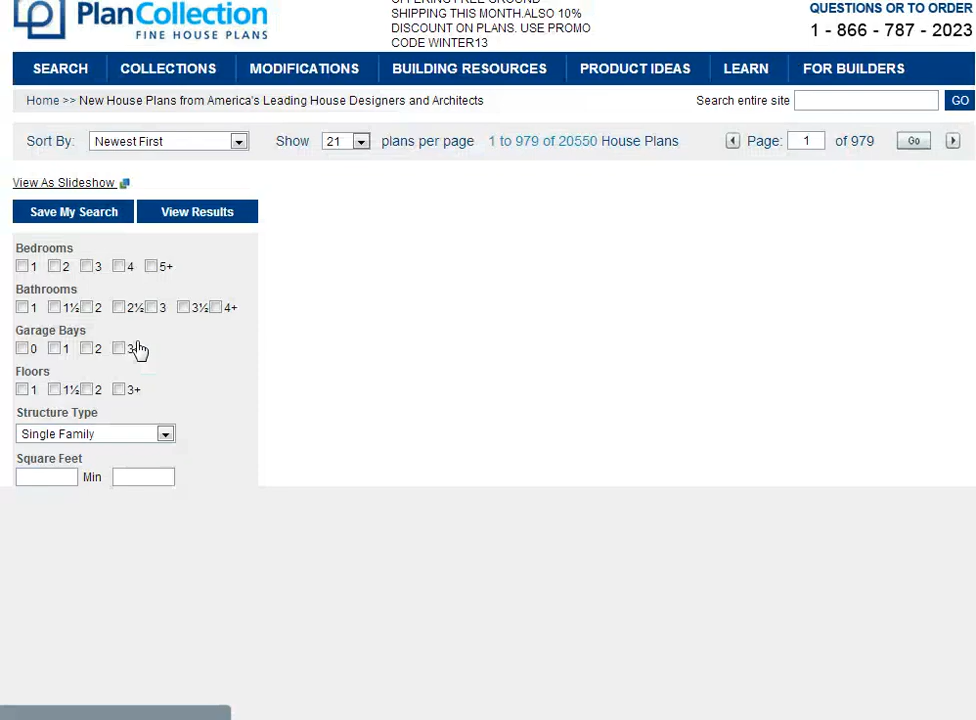 PlanCollection
FINE HOUSE PLANS
SHIPPING THIS MONTH.ALSO 10%
DISCOUNT ON PLANS. USE PROMO
CODE WINTER13
QUESTIONS OR TO ORDER
1 - 866 - 787 - 2023
SEARCH COLLECTIONS MODIFICATIONS BUILDING RESOURCES PRODUCT IDEAS LEARN FOR BUILDERS
Home >> New House Plans from America's Leading House Designers and Architects Search entire site GO
Sort By: Newest First Show 21 plans per page 1 to 979 of 20550 House Plans Page: 1 of 979 Go
View As Slideshow
Save My Search View Results
Bedrooms
1 2 3 4 5+
Bathrooms
1 1½ 2 2½ 3 3½ 4+
Garage Bays
0 1 2 3
Floors
1 1½ 2 3+
Structure Type
Single Family
Square Feet
Min